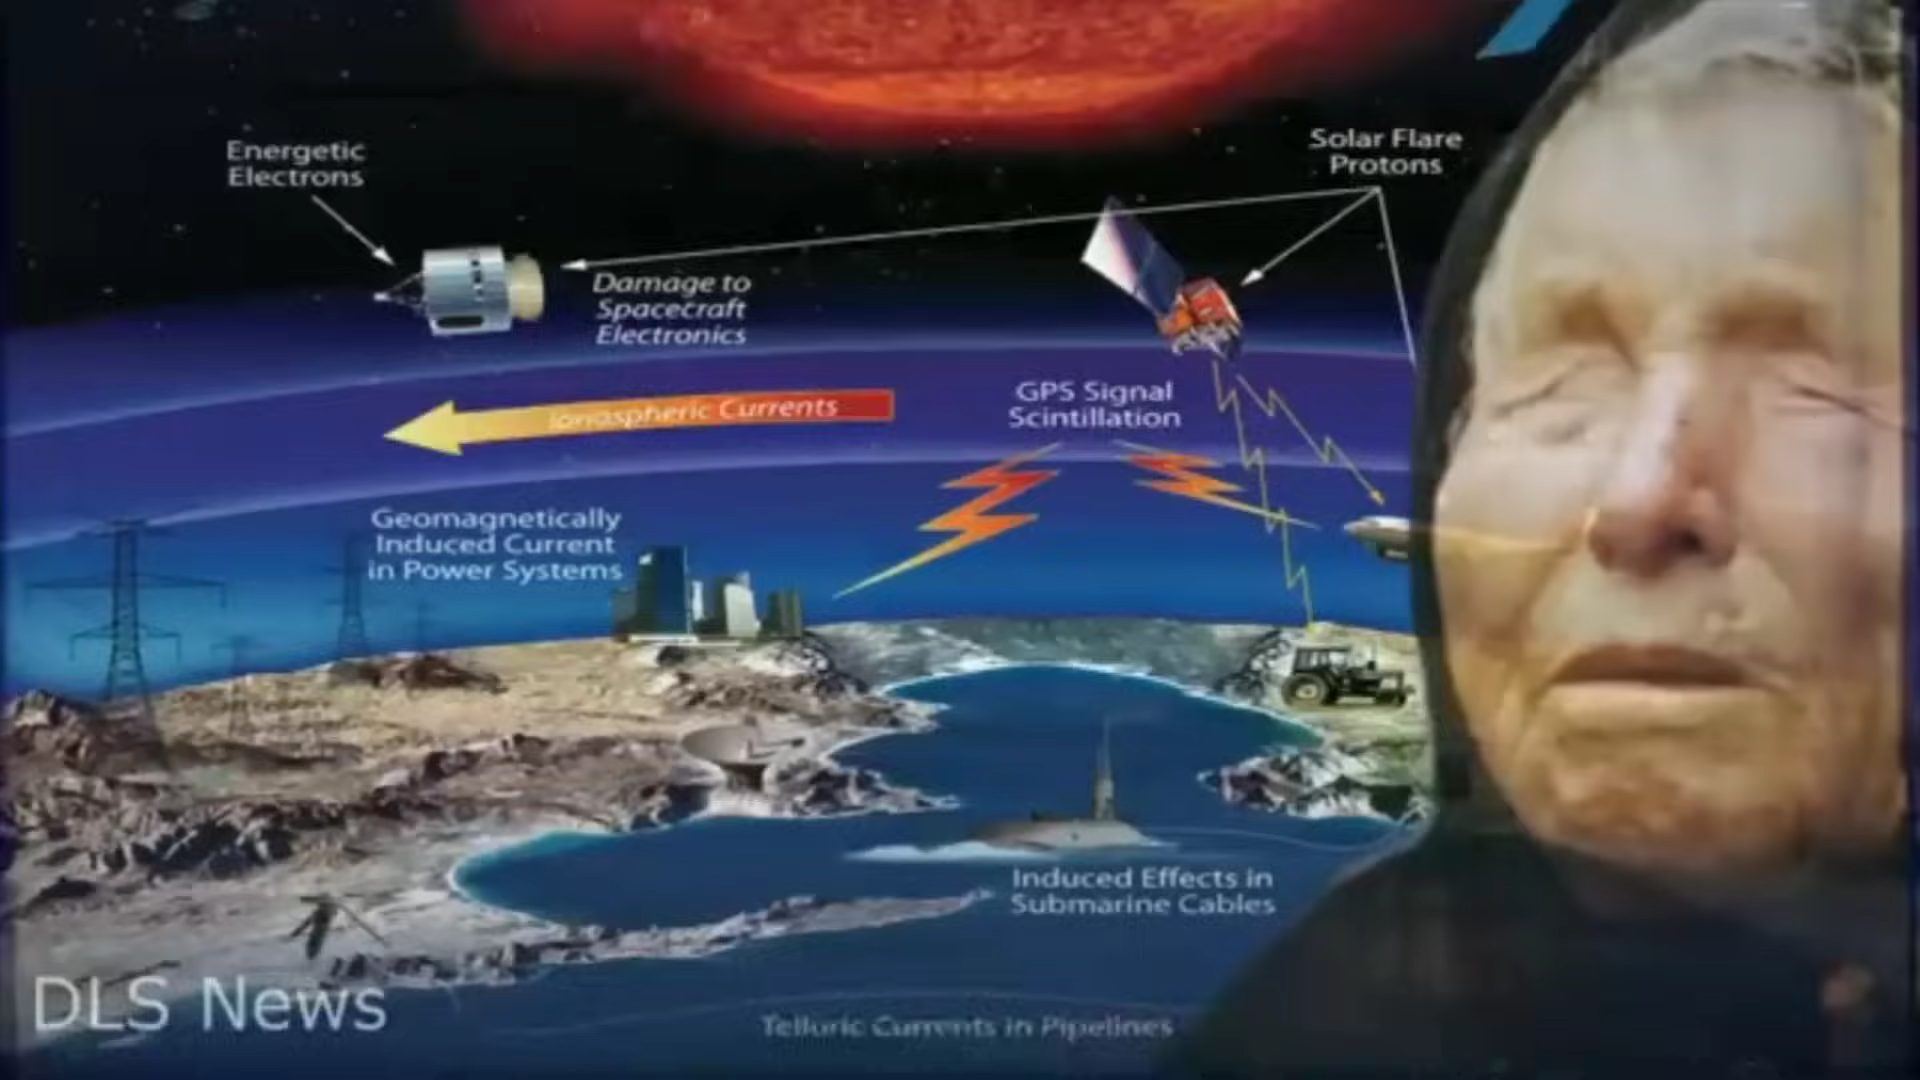 Energetic
Electrons
Solar Flare
Protons
Damage to
Spacecraft
Electronics
Ionospheric Currents
GPS Signal
Scintillation
Geomagnetically
Induced Current
in Power Systems
Induced Effects in
Submarine Cables
DLS News
Telluric Currents in Pipelines